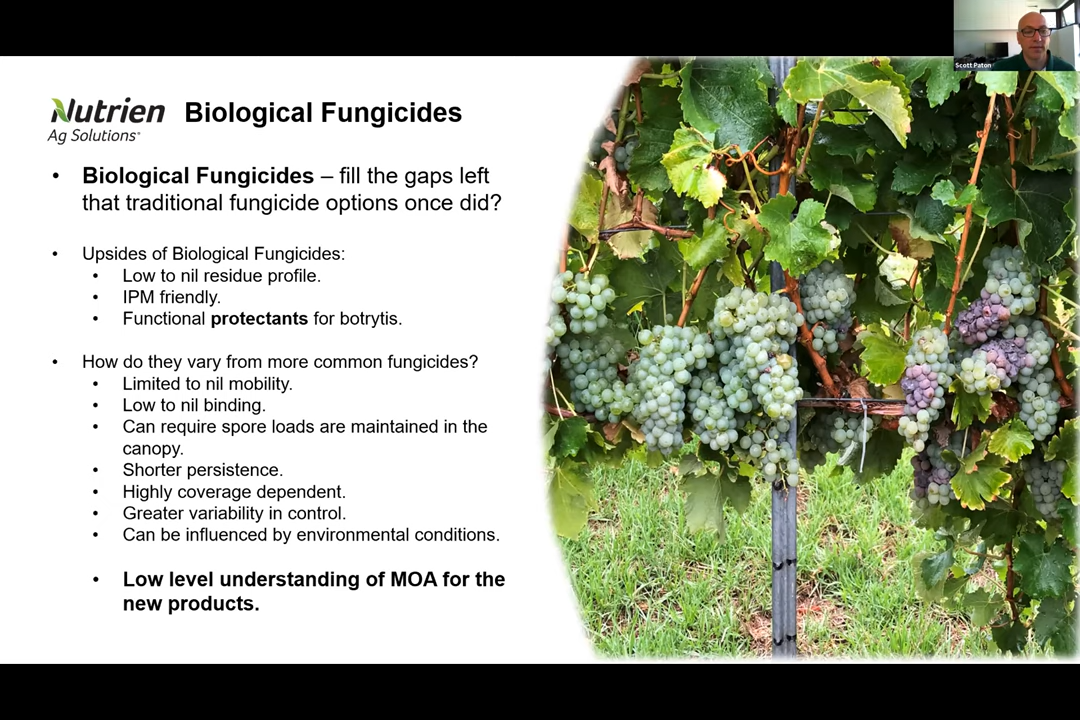 Scott Paton
Nutrien
Ag Solutions
Biological Fungicides
• Biological Fungicides – fill the gaps left
that traditional fungicide options once did?
• Upsides of Biological Fungicides:
• Low to nil residue profile.
• IPM friendly.
• Functional protectants for botrytis.
• How do they vary from more common fungicides?
• Limited to nil mobility.
• Low to nil binding.
• Can require spore loads are maintained in the
canopy.
• Shorter persistence.
• Highly coverage dependent.
• Greater variability in control.
• Can be influenced by environmental conditions.
• Low level understanding of MOA for the
new products.